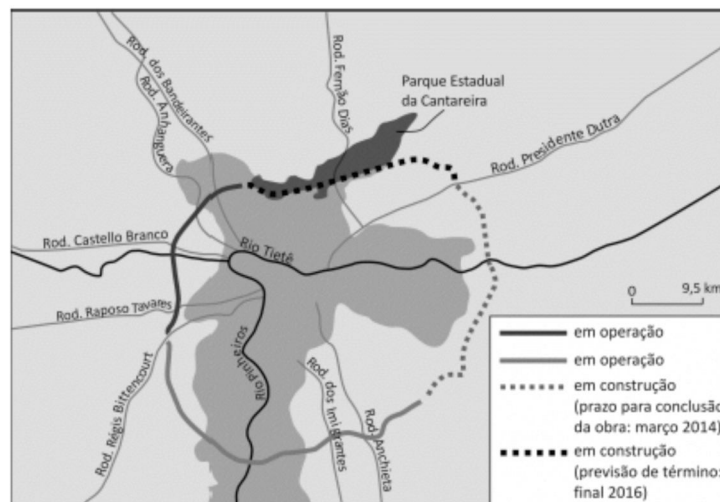 Rod. dos Bandeirantes
Rod. Anhanguera
Rod. Fernão Dias
Parque Estadual
da Cantareira
Rod. Presidente Dutra
Rod. Castello Branco
Rio Tietê
0 9,5 km
Rod. Raposo Tavares
Rio Pinheiros
Rod. Régis Bittencourt
Rod. dos Imigrantes
Rod. Anchieta
em operação
em operação
em construção
(prazo para conclusão
da obra: março 2014)
em construção
(previsão de término:
final 2016)